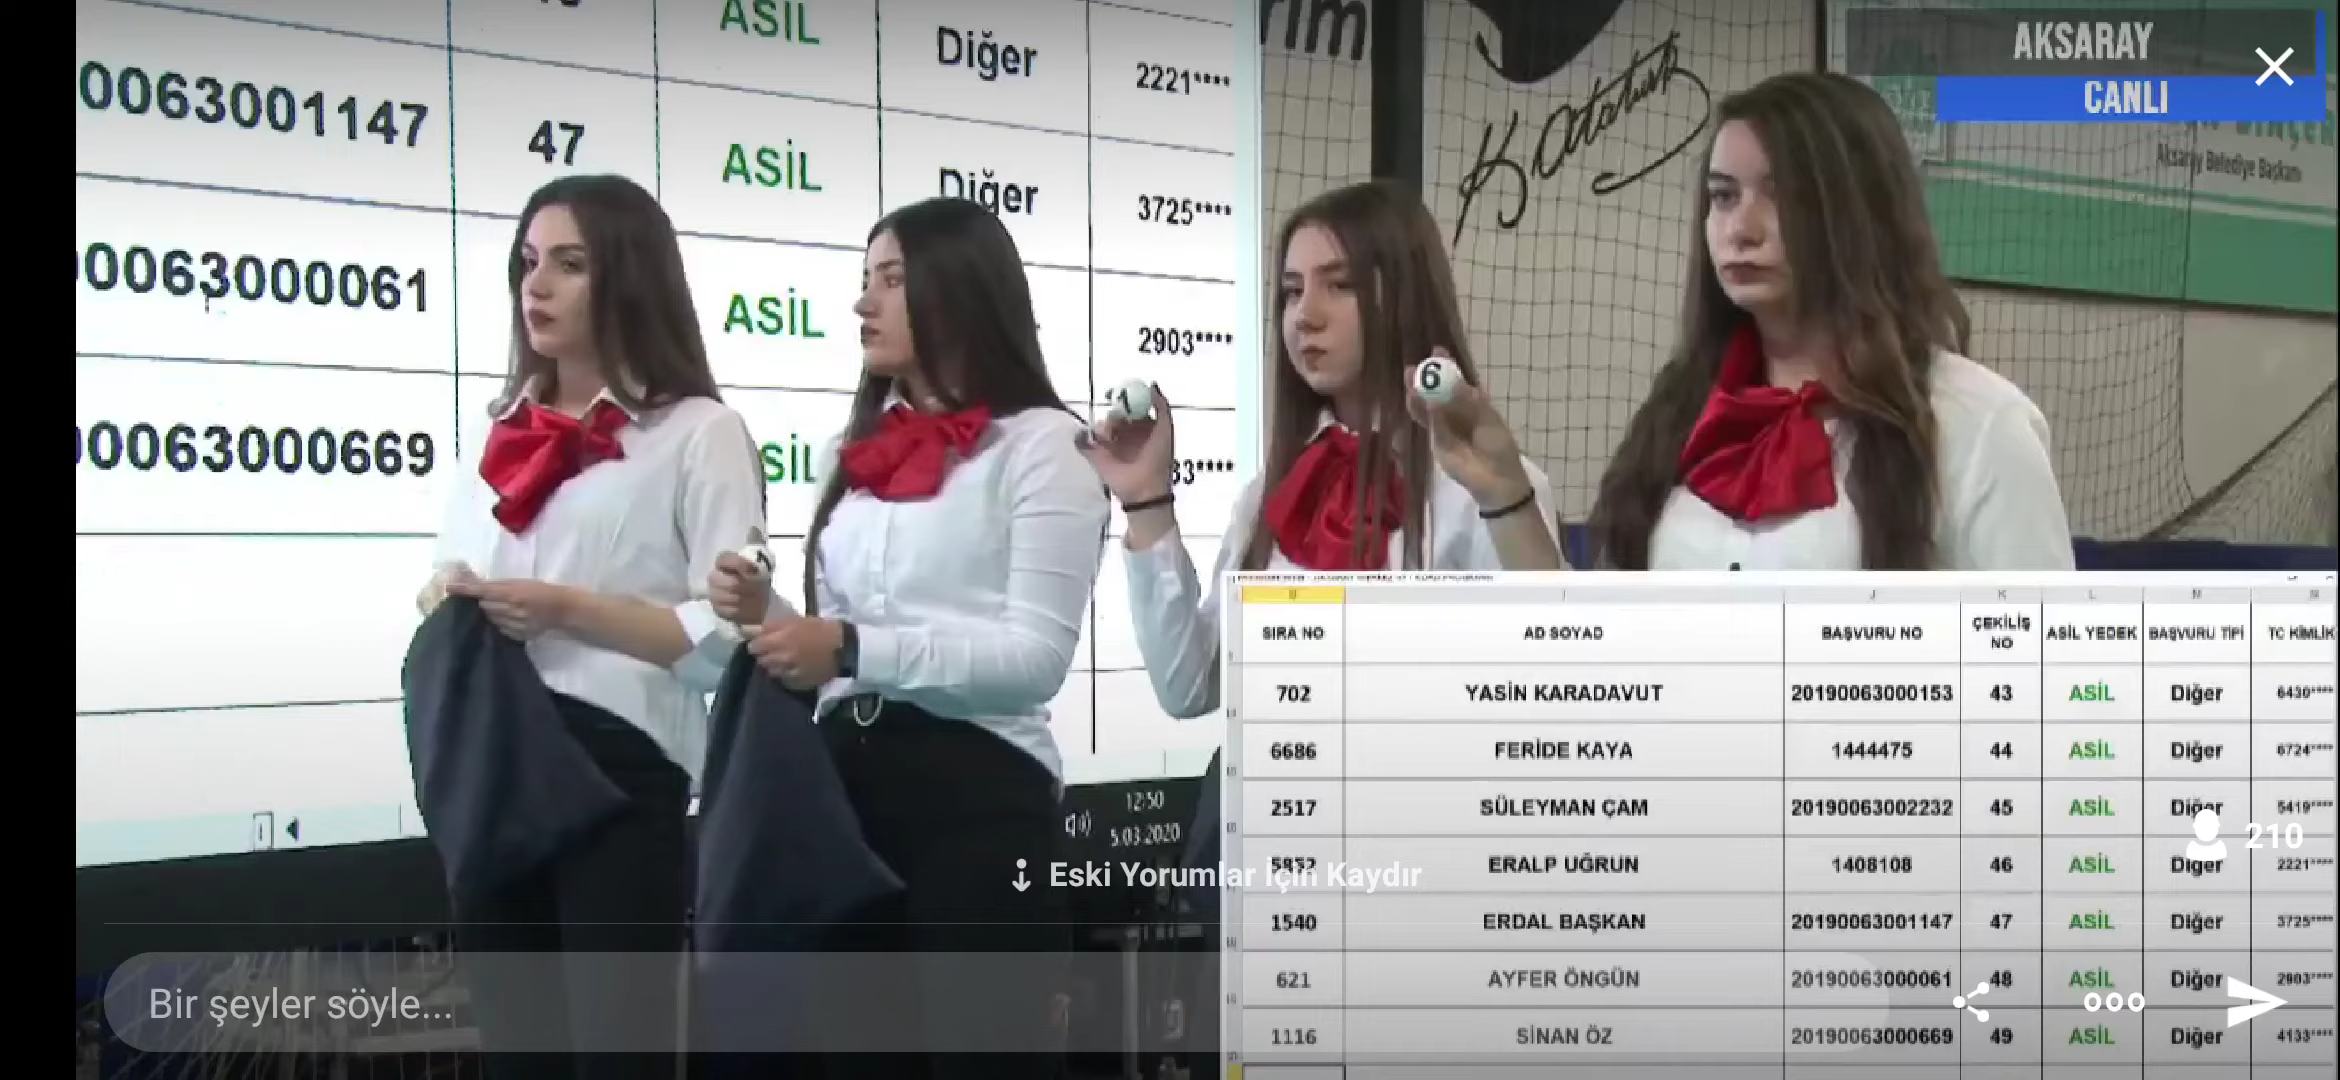 ASİL
Diğer
2221****
0063001147
47
ASİL
Diğer
3725****
0063000061
ASİL
2903****
0063000669
SİL
33****
rim
K. Atatürk
AKSARAY
CANLI
Aksaray Belediye Başkanı
6
12:50
5.03.2020
SIRA NO AD SOYAD BAŞVURU NO ÇEKİLİŞ NO ASİL YEDEK BAŞVURU TİPİ TC KİMLİK
702 YASİN KARADAVUT 20190063000153 43 ASİL Diğer 6430****
6686 FERİDE KAYA 1444475 44 ASİL Diğer 6724****
2517 SÜLEYMAN ÇAM 20190063002232 45 ASİL Diğer 5419****
ERALP UĞRUN 1408108 46 ASİL Diğer 2221****
1540 ERDAL BAŞKAN 20190063001147 47 ASİL Diğer 3725****
621 AYFER ÖNGÜN 20190063000061 48 ASİL Diğer 2903****
1116 SİNAN ÖZ 20190063000669 49 ASİL Diğer 4133****
210
Eski Yorumlar İçin Kaydır
Bir şeyler söyle...